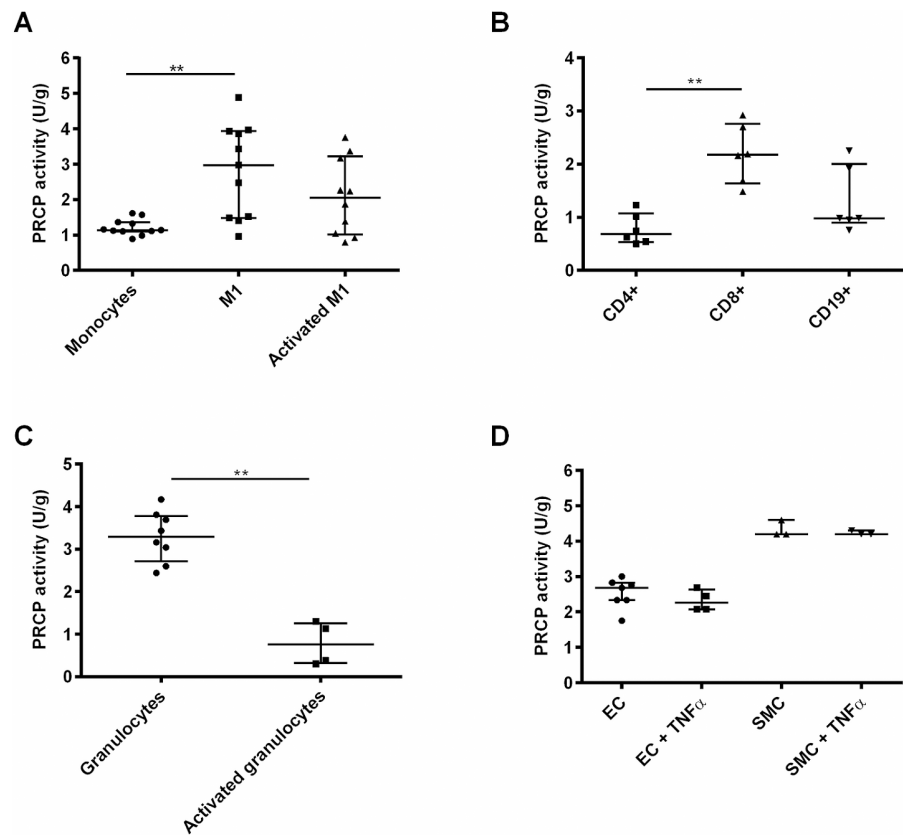 A
PRCP activity (U/g)
6
5
4
3
2
1
0
**
Monocytes
M1
Activated M1
B
PRCP activity (U/g)
4
3
2
1
0
**
CD4+
CD8+
CD19+
C
PRCP activity (U/g)
5
4
3
2
1
0
**
Granulocytes
Activated granulocytes
D
PRCP activity (U/g)
6
5
4
3
2
1
0
EC
EC + TNFα
SMC
SMC + TNFα